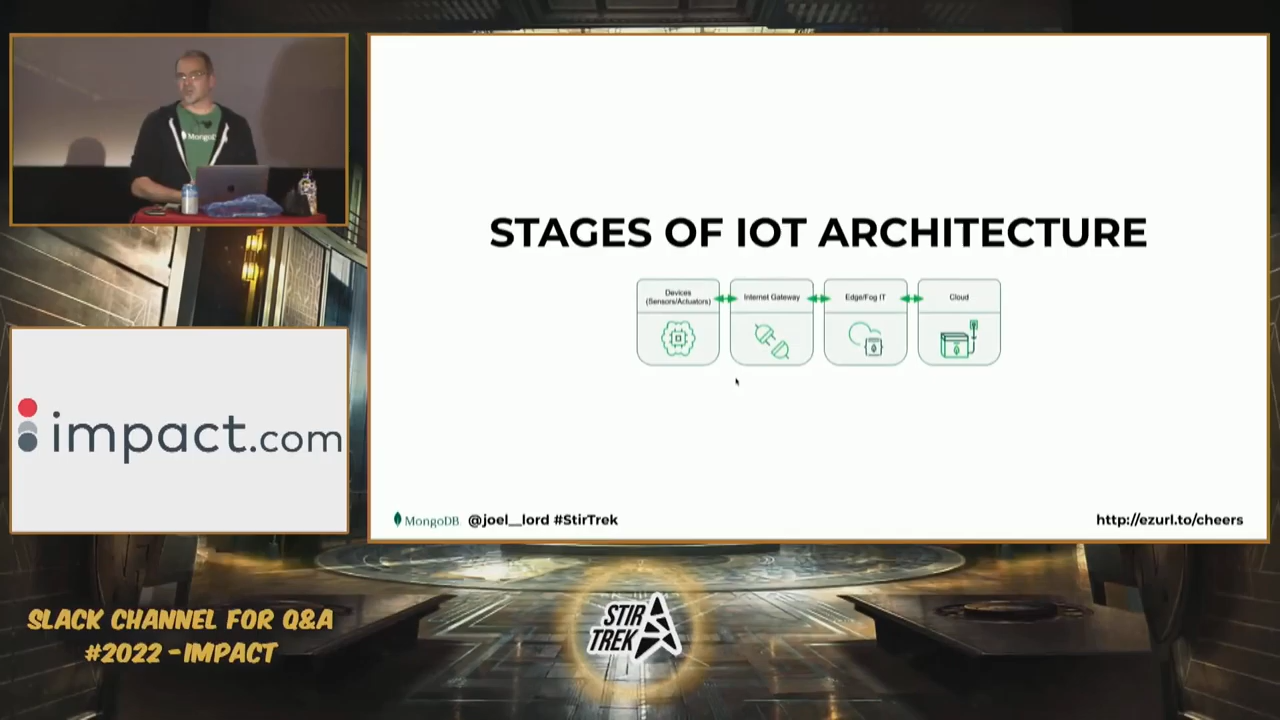 MongoDB
impact.com
SLACK CHANNEL FOR Q&A
#2022 - IMPACT
STAGES OF IOT ARCHITECTURE
Devices
(Sensors/Actuators)
Internet Gateway
Edge/Fog IT
Cloud
MongoDB. @joel__lord #StirTrek
http://ezurl.to/cheers
STIR
TREK